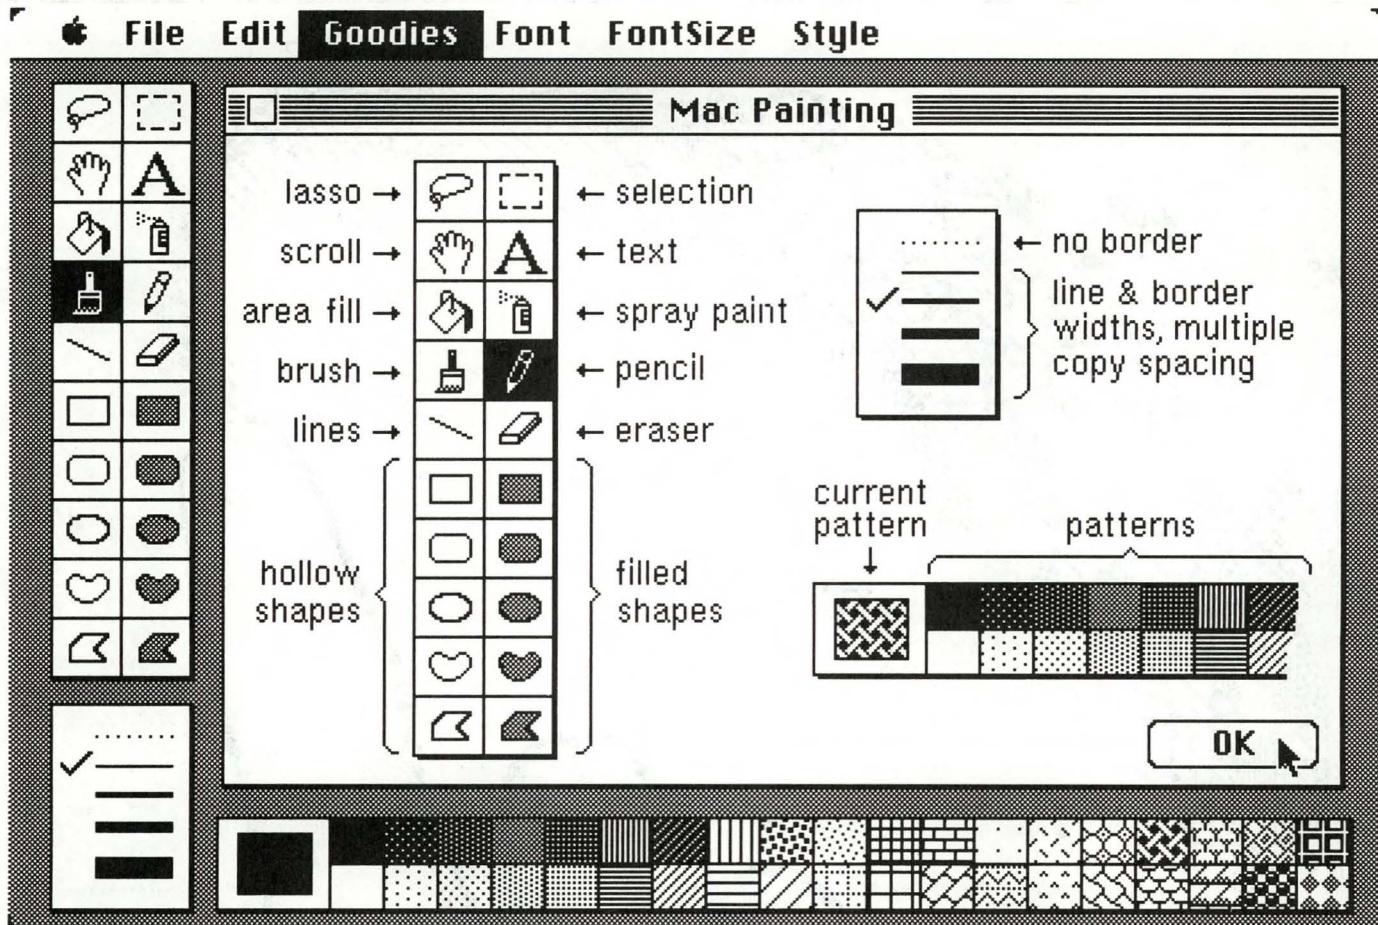 File Edit Goodies Font FontSize Style
Mac Painting
lasso → ← selection
scroll → ← text
area fill → ← spray paint
brush → ← pencil
lines → ← eraser
hollow
shapes
filled
shapes
← no border
line & border
widths, multiple
copy spacing
current
pattern
patterns
OK
A
A